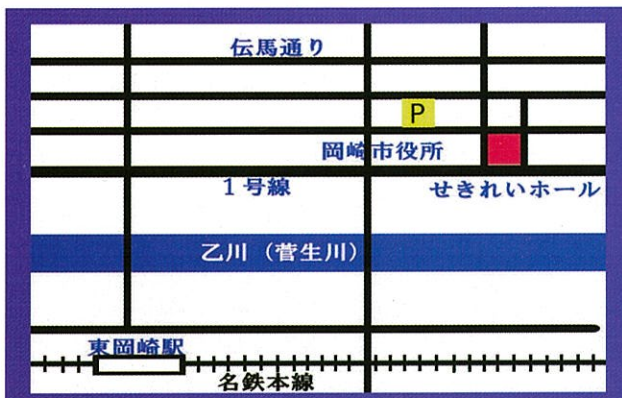 伝馬通り
P
岡崎市役所
1号線
せきれいホール
乙川（菅生川）
東岡崎駅
名鉄本線